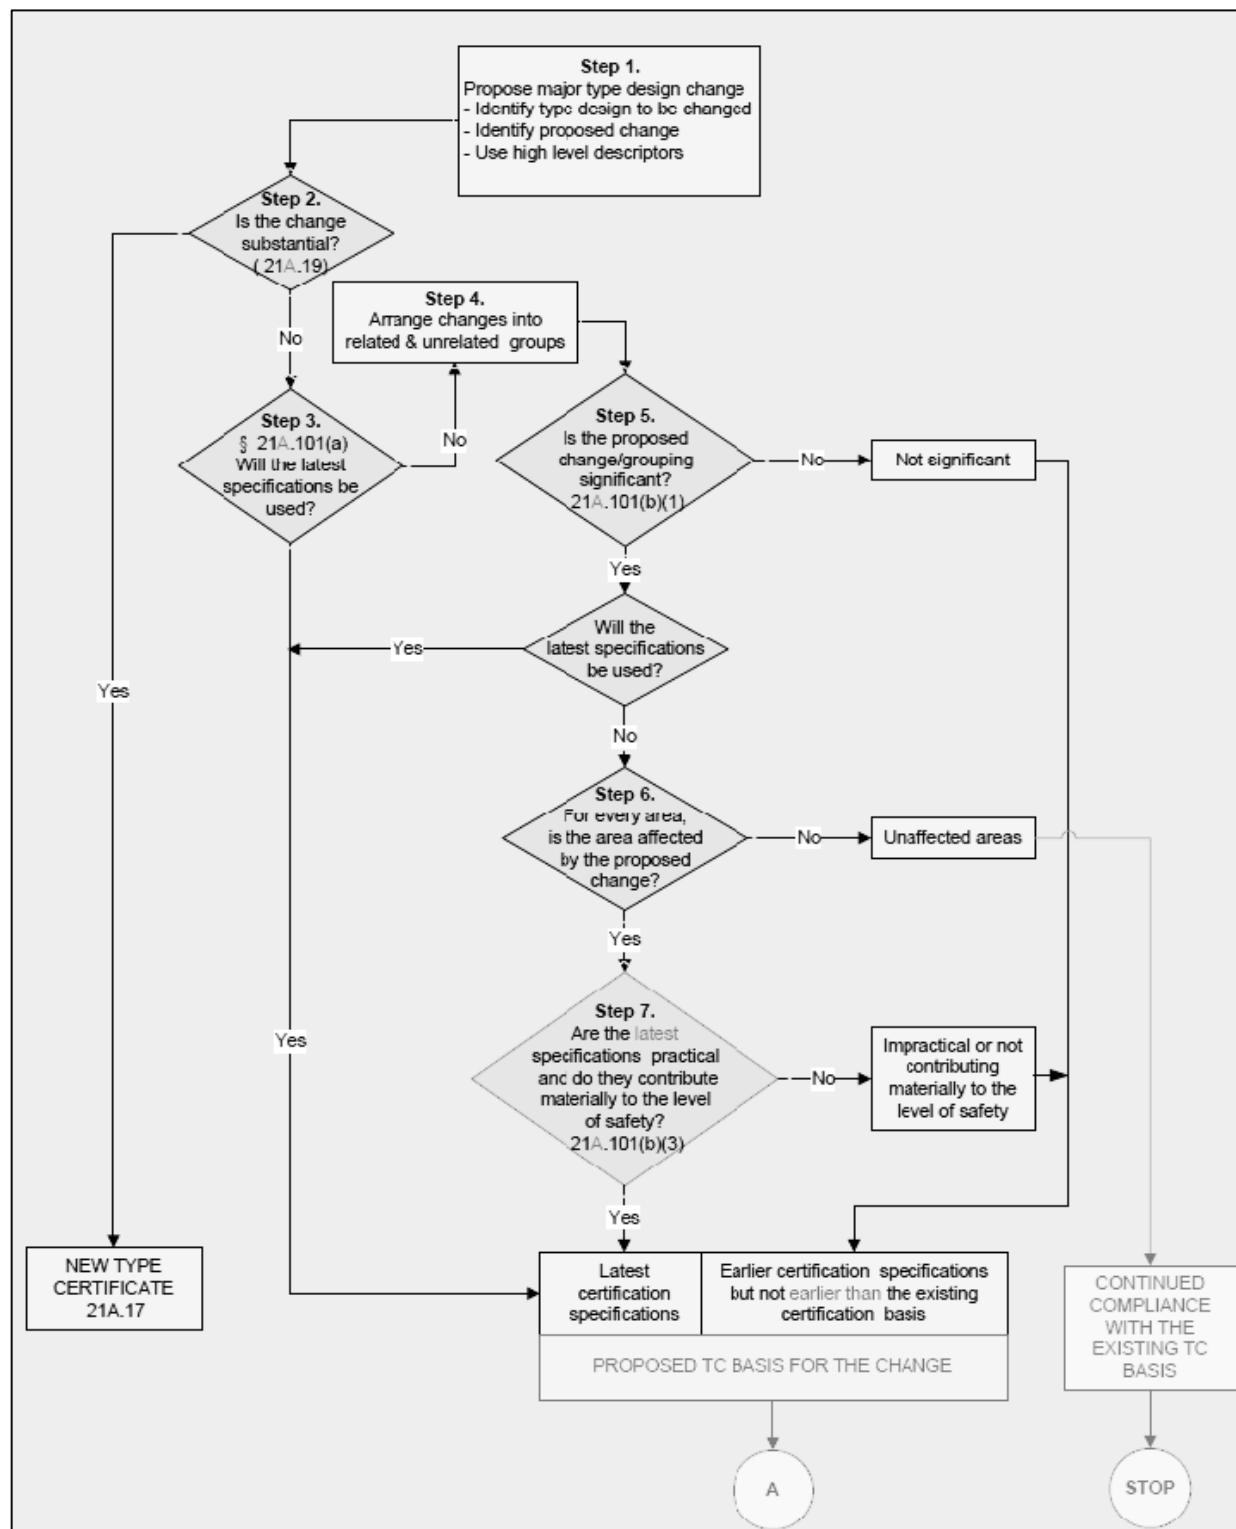 Step 1.
Propose major type design change
- Identify type design to be changed
- Identify proposed change
- Use high level descriptors
Step 2.
Is the change
substantial?
( 21A.19)
No
Yes
Step 3.
§ 21A.101(a)
Will the latest
specifications be
used?
No
Yes
Step 4.
Arrange changes into
related & unrelated groups
Step 5.
Is the proposed
change/grouping
significant?
21A.101(b)(1)
No
Not significant
Yes
Will the
latest specifications
be used?
Yes
No
Step 6.
For every area,
is the area affected
by the proposed
change?
No
Unaffected areas
Yes
Step 7.
Are the latest
specifications practical
and do they contribute
materially to the level
of safety?
21A.101(b)(3)
No
Impractical or not
contributing
materially to the
level of safety
Yes
NEW TYPE
CERTIFICATE
21A.17
Latest
certification
specifications
Earlier certification specifications
but not earlier than the existing
certification basis
PROPOSED TC BASIS FOR THE CHANGE
CONTINUED
COMPLIANCE
WITH THE
EXISTING TC
BASIS
A
STOP